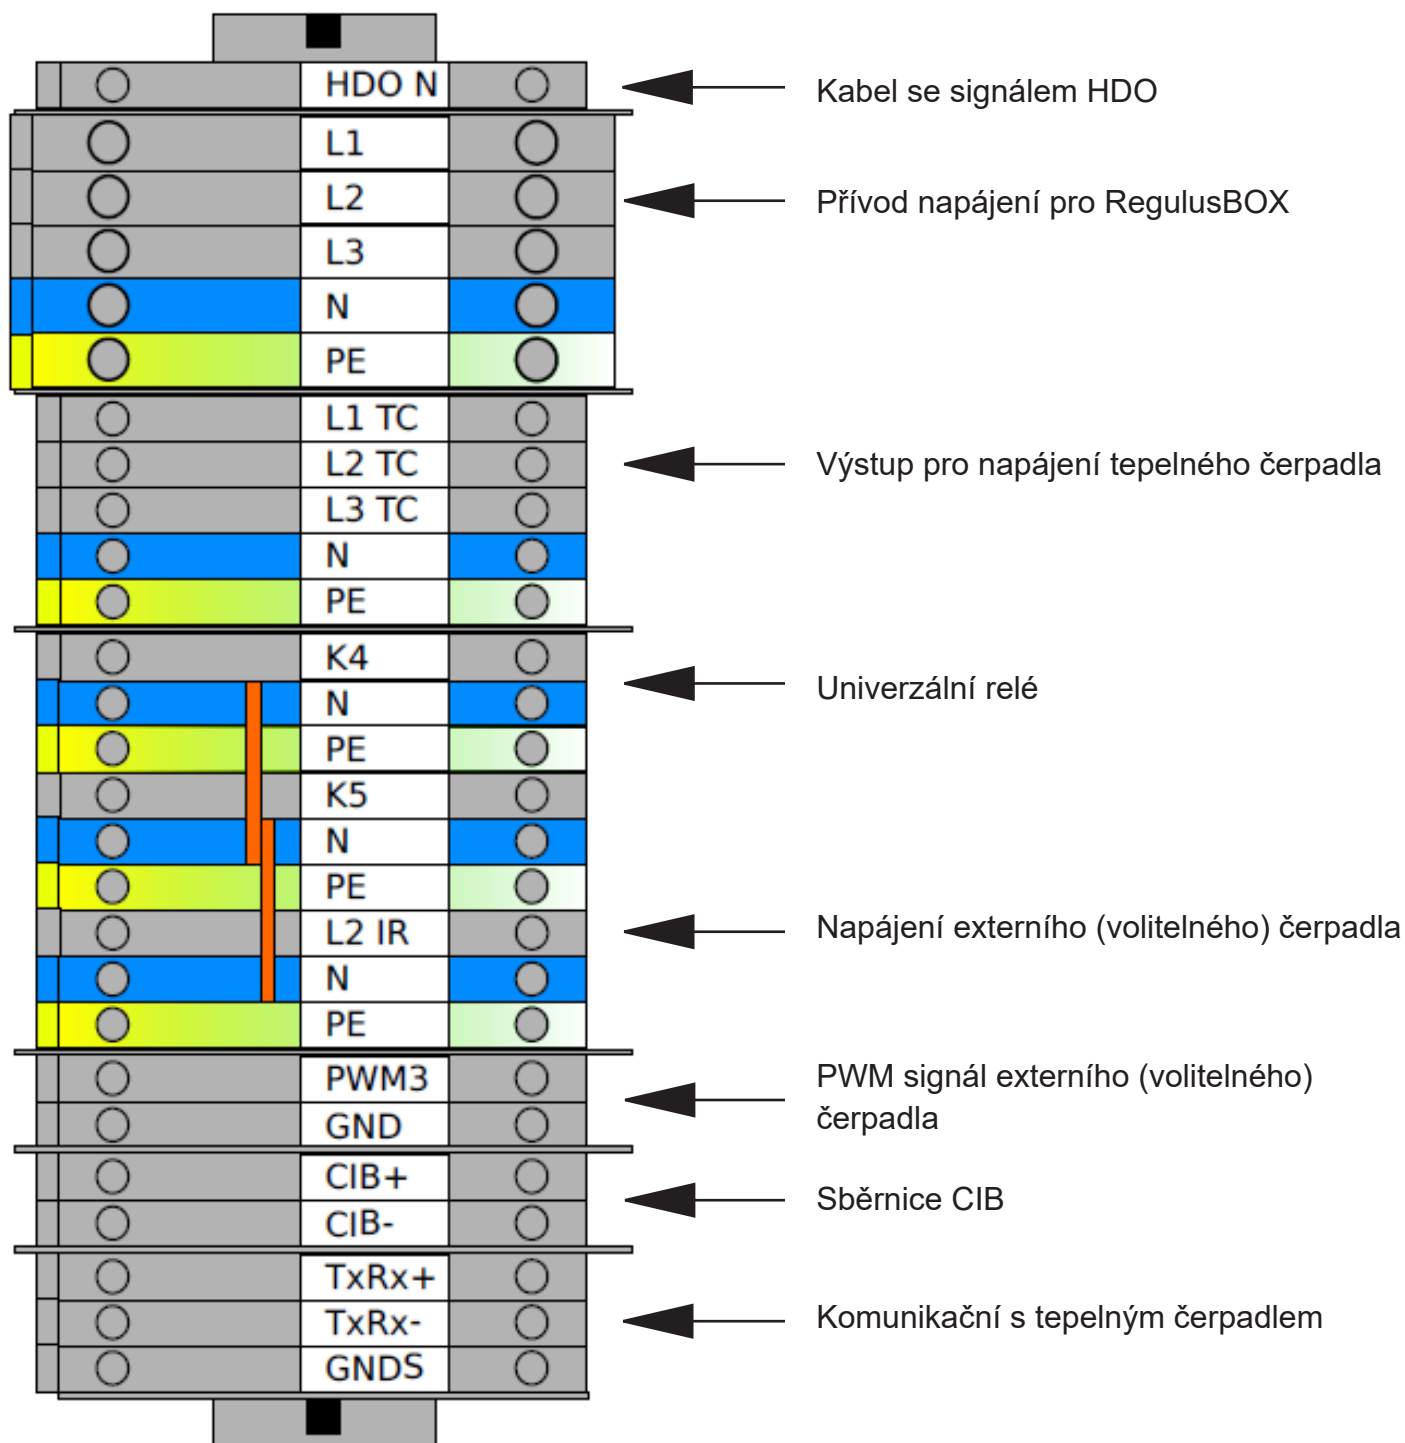 HDO N
Kabel se signálem HDO
L1
L2
Přívod napájení pro RegulusBOX
L3
N
PE
L1 TC
L2 TC
Výstup pro napájení tepelného čerpadla
L3 TC
N
PE
K4
Univerzální relé
N
PE
K5
N
PE
L2 IR
Napájení externího (volitelného) čerpadla
N
PE
PWM3
PWM signál externího (volitelného)
čerpadla
GND
CIB+
Sběrnice CIB
CIB-
TxRx+
TxRx-
Komunikační s tepelným čerpadlem
GNDS